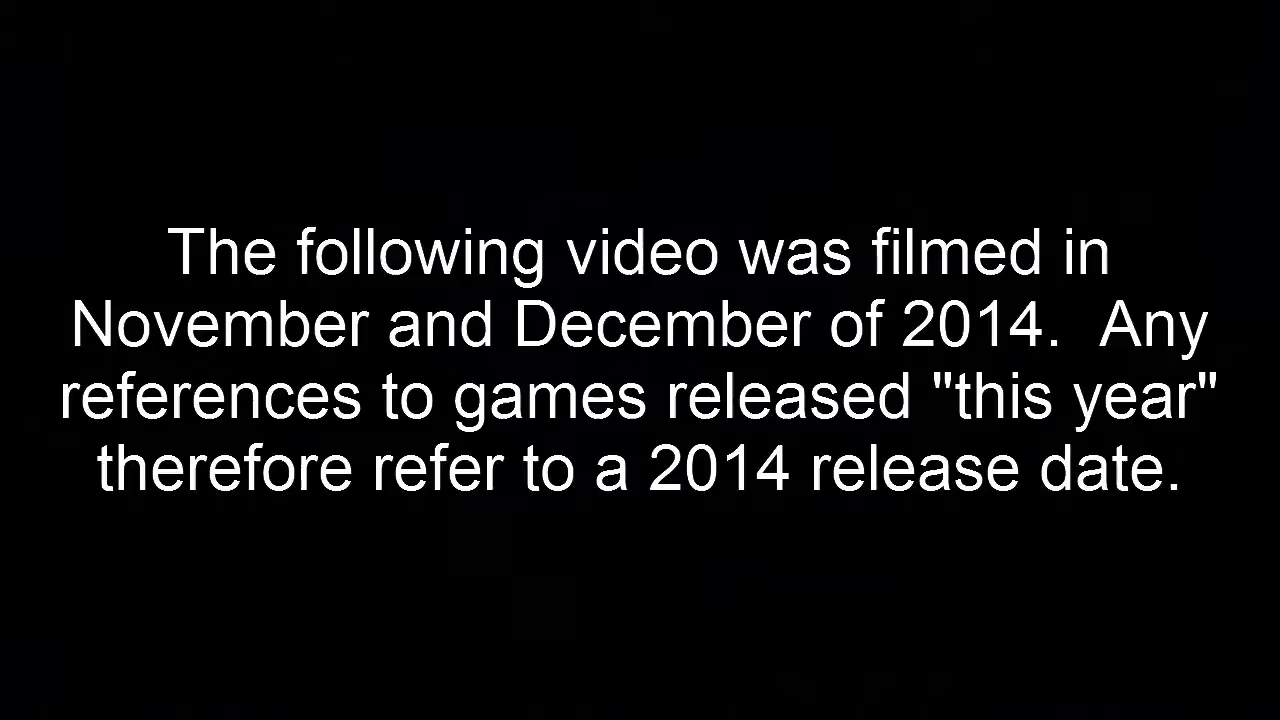 The following video was filmed in
November and December of 2014.  Any
references to games released "this year"
therefore refer to a 2014 release date.